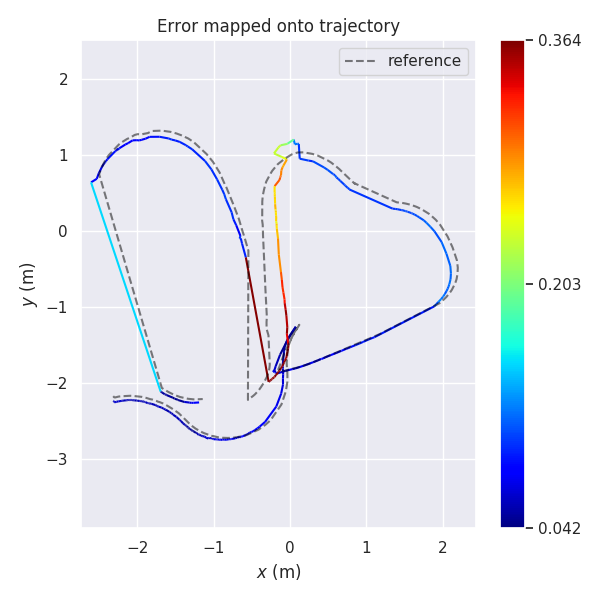 Error mapped onto trajectory
reference
0.364
0.203
0.042
2
1
0
−1
−2
−3
y (m)
−2 −1 0 1 2
x (m)